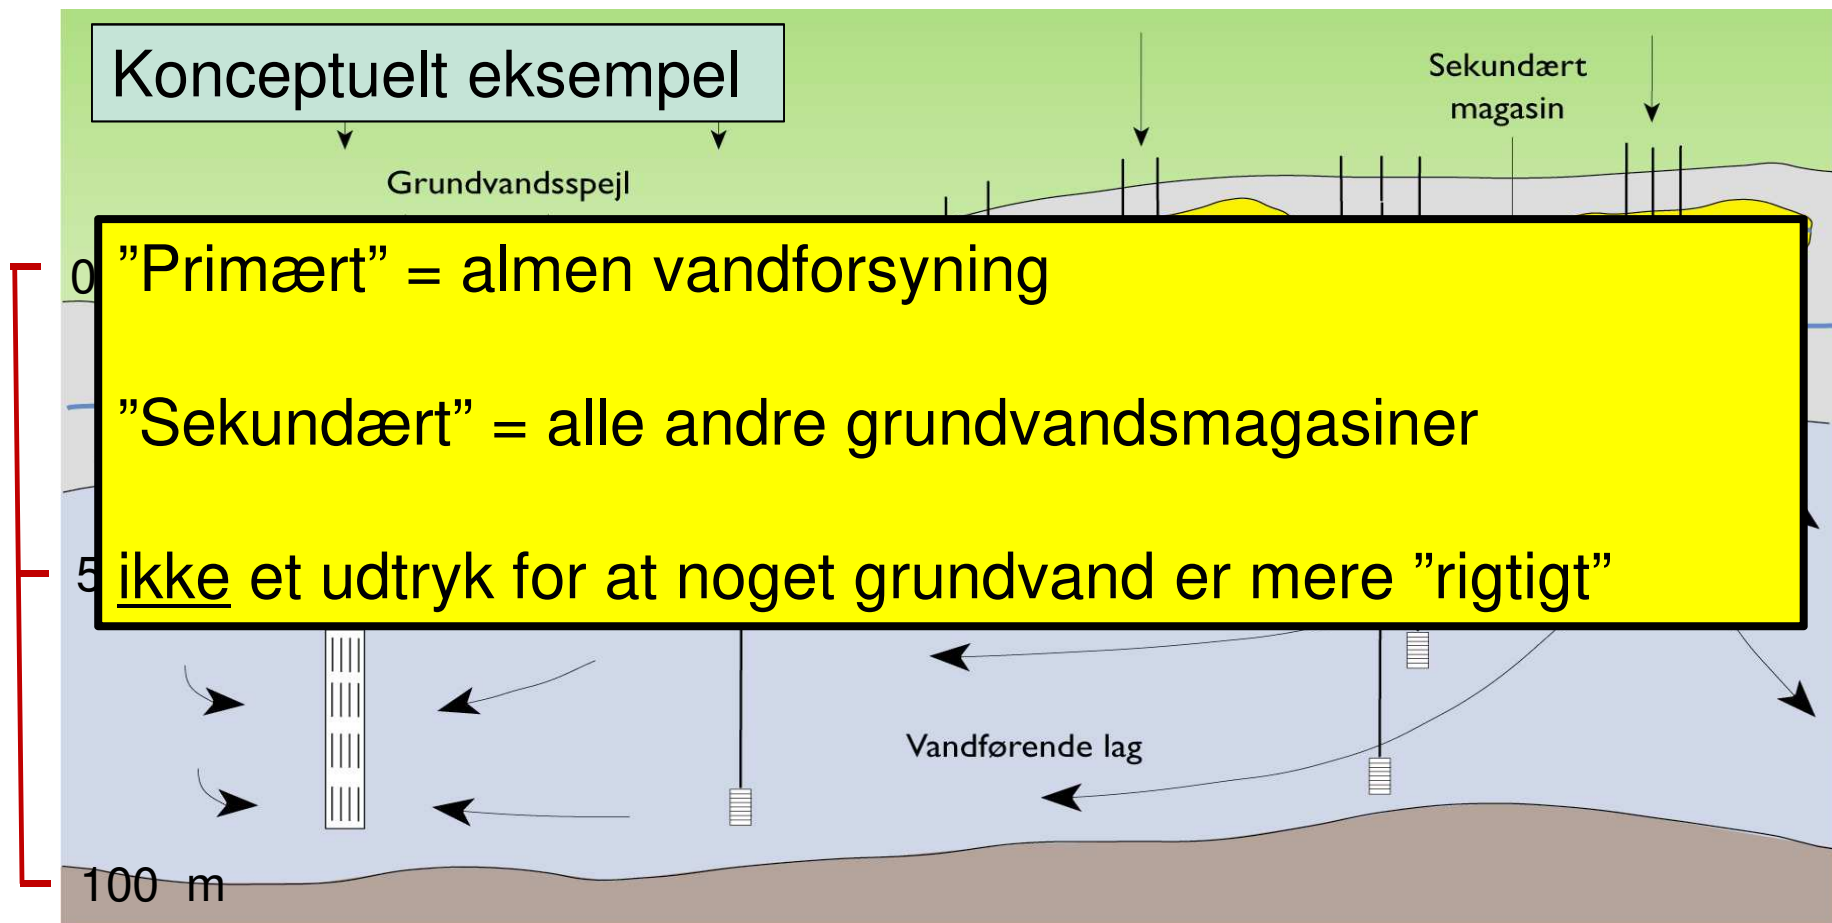 Konceptuelt eksempel
Sekundært
magasin
Grundvandsspejl
0
”Primært” = almen vandforsyning
”Sekundært” = alle andre grundvandsmagasiner
5
ikke et udtryk for at noget grundvand er mere ”rigtigt”
Vandførende lag
100 m